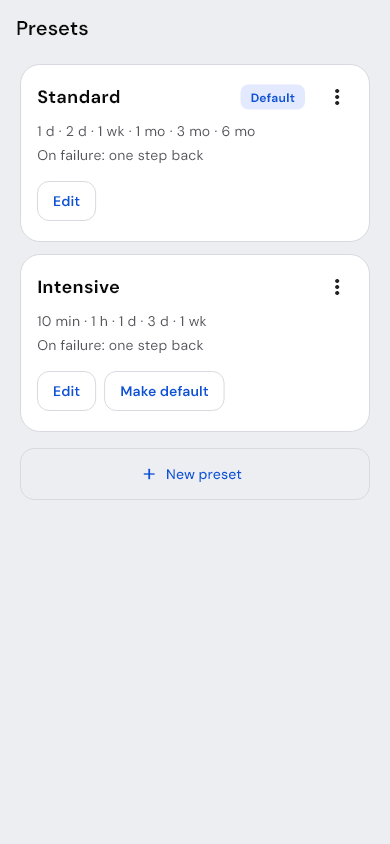 Presets
Standard
Default
1 d · 2 d · 1 wk · 1 mo · 3 mo · 6 mo
On failure: one step back
Edit
Intensive
10 min · 1 h · 1 d · 3 d · 1 wk
On failure: one step back
Edit
Make default
+ New preset